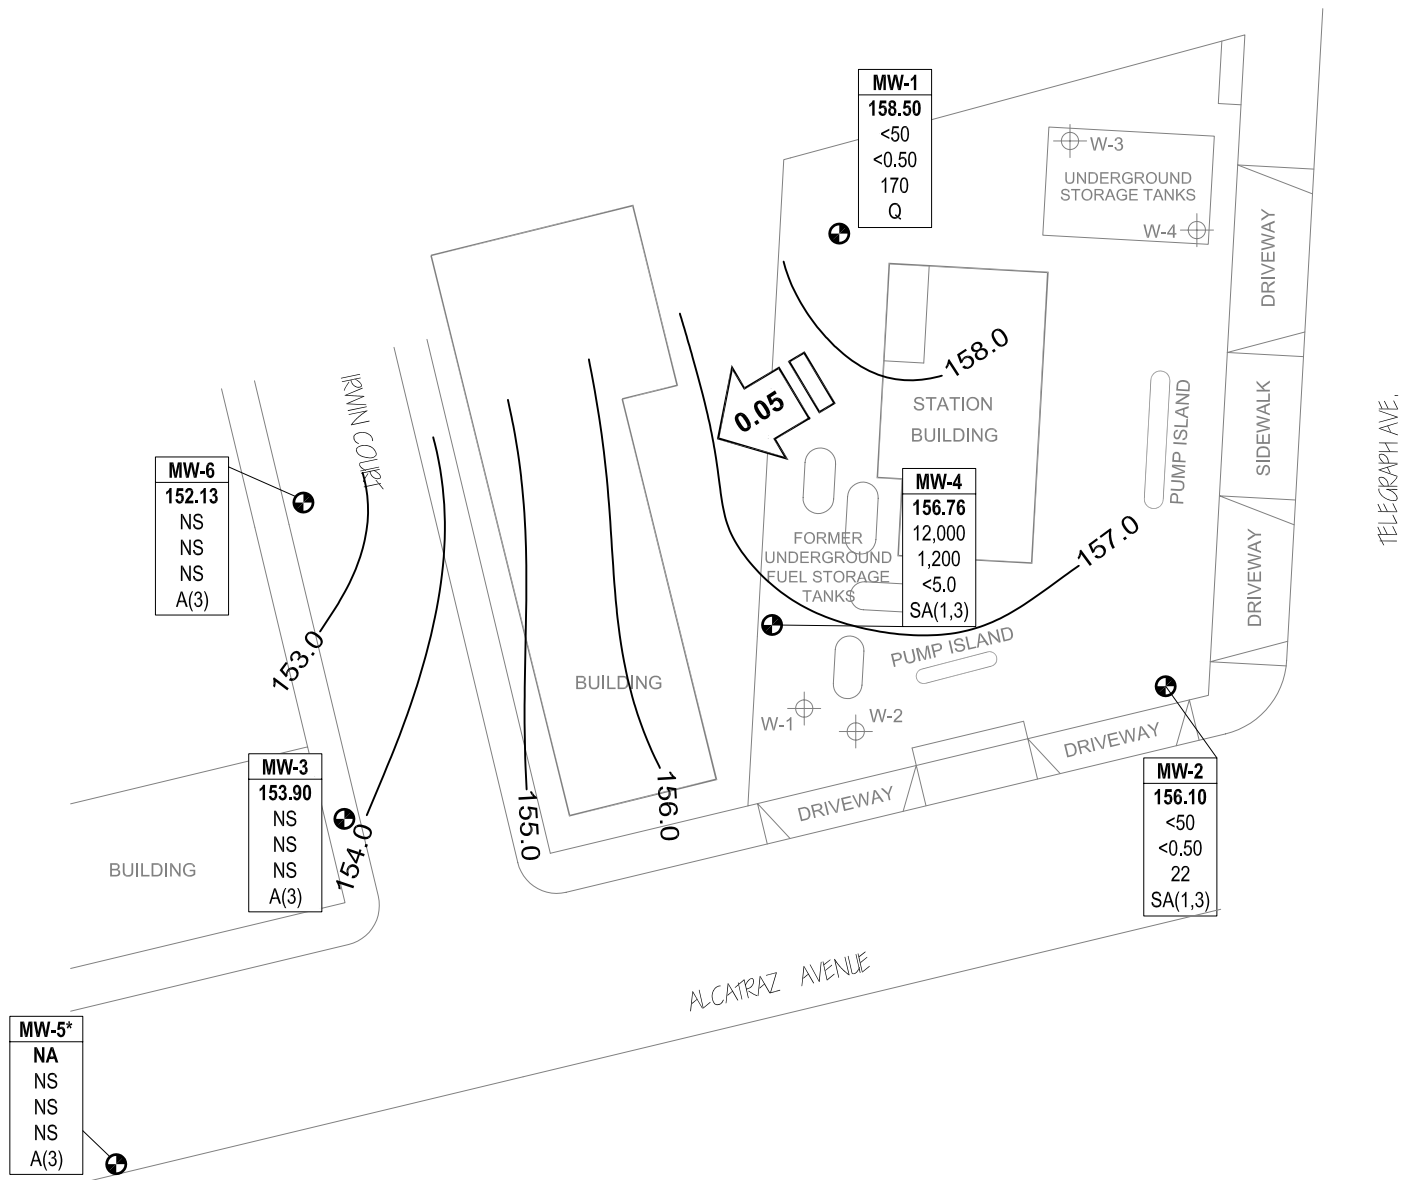 MW-1
158.50
<50
<0.50
170
Q
W-3
UNDERGROUND
STORAGE TANKS
W-4
DRIVEWAY
158.0
0.05
STATION
BUILDING
PUMP ISLAND
SIDEWALK
TELEGRAPH AVE.
IRWIN COURT
MW-6
152.13
NS
NS
NS
A(3)
MW-4
156.76
12,000
1,200
<5.0
SA(1,3)
FORMER
UNDERGROUND
FUEL STORAGE
TANKS
157.0
DRIVEWAY
PUMP ISLAND
153.0
BUILDING
W-1
W-2
DRIVEWAY
MW-3
153.90
NS
NS
NS
A(3)
154.0
155.0
156.0
DRIVEWAY
MW-2
156.10
<50
<0.50
22
SA(1,3)
BUILDING
ALCATRAZ AVENUE
MW-5*
NA
NS
NS
NS
A(3)